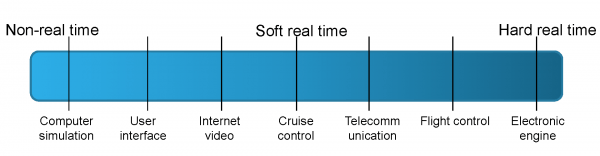 Non-real time
Soft real time
Hard real time
Computer
simulation
User
interface
Internet
video
Cruise
control
Telecomm
unication
Flight control
Electronic
engine